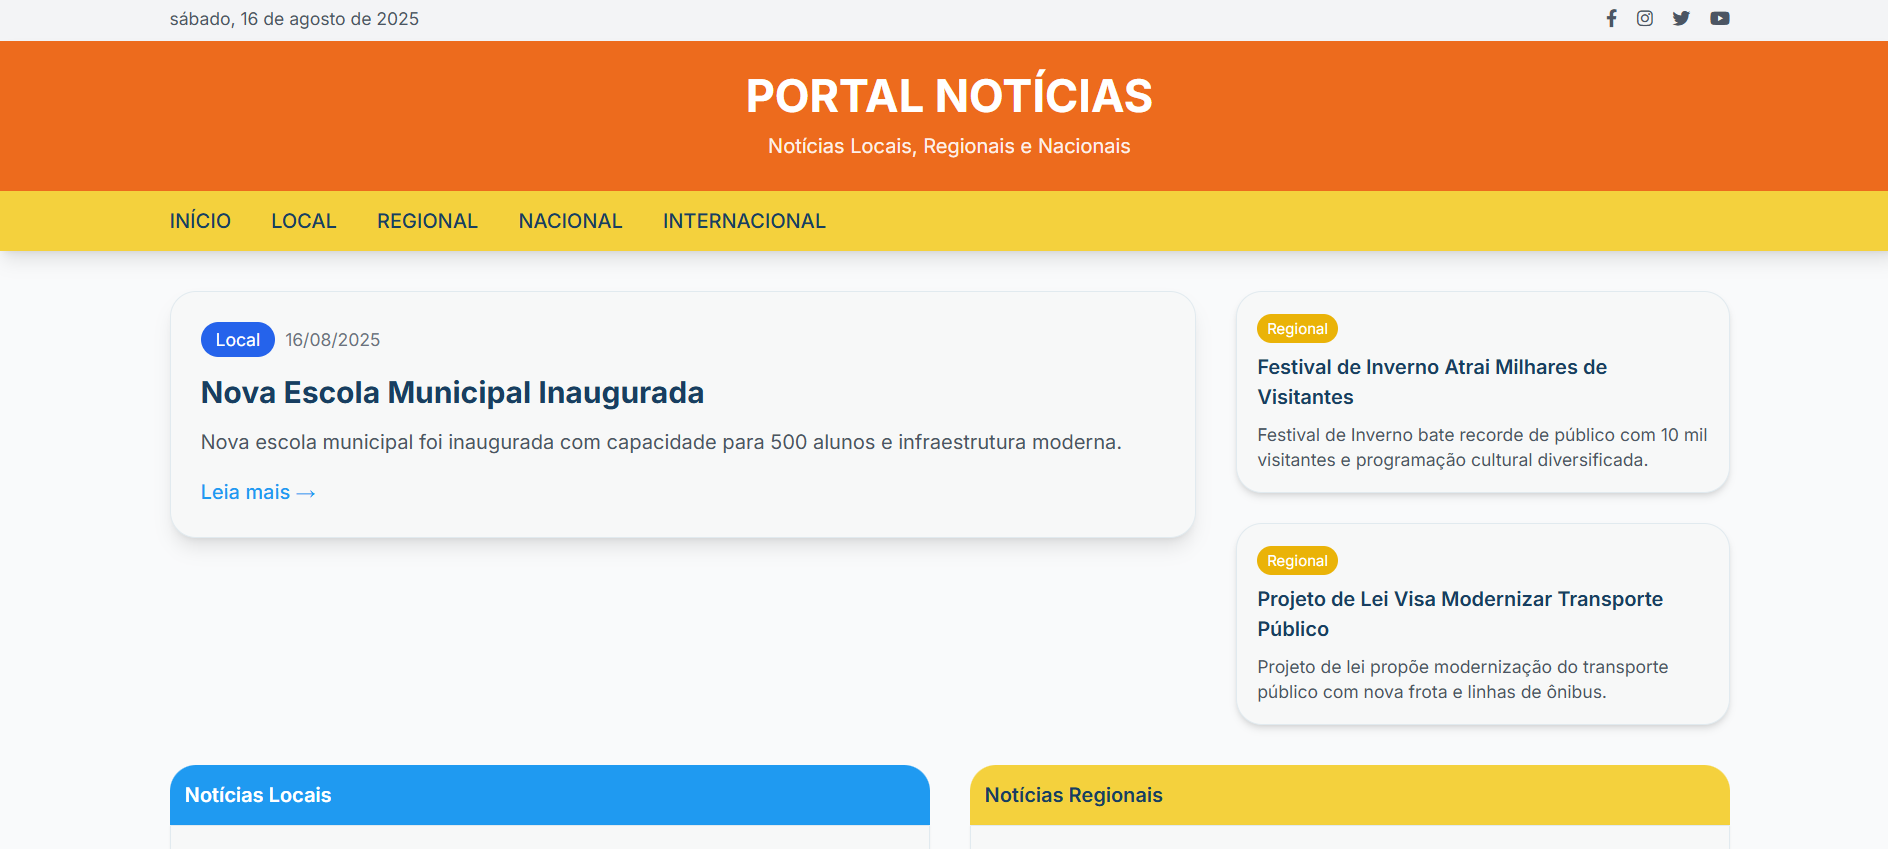 sábado, 16 de agosto de 2025
PORTAL NOTÍCIAS
Notícias Locais, Regionais e Nacionais
INÍCIO LOCAL REGIONAL NACIONAL INTERNACIONAL
Local 16/08/2025
Nova Escola Municipal Inaugurada
Nova escola municipal foi inaugurada com capacidade para 500 alunos e infraestrutura moderna.
Leia mais →
Regional
Festival de Inverno Atrai Milhares de
Visitantes
Festival de Inverno bate recorde de público com 10 mil
visitantes e programação cultural diversificada.
Regional
Projeto de Lei Visa Modernizar Transporte
Público
Projeto de lei propõe modernização do transporte
público com nova frota e linhas de ônibus.
Notícias Locais
Notícias Regionais